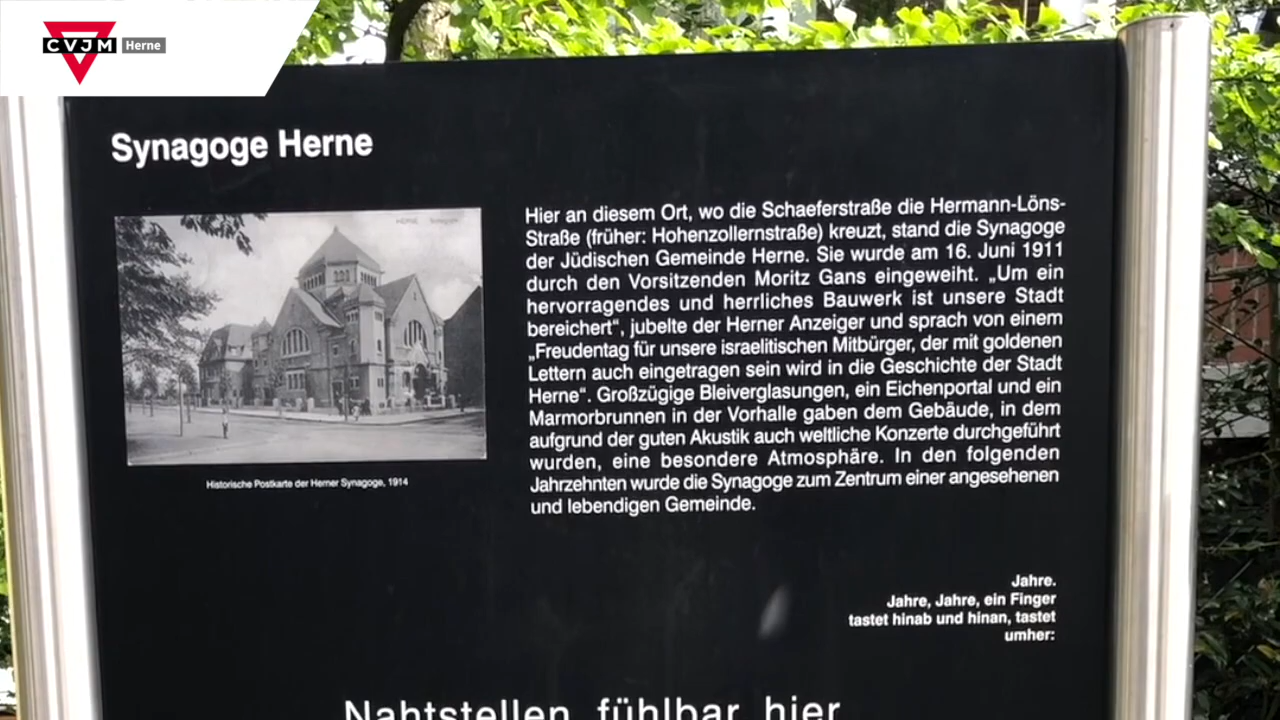 CVJM Herne
Synagoge Herne
HERNE
Historische Postkarte der Herner Synagoge, 1914
Hier an diesem Ort, wo die Schaeferstraße die Hermann-Löns-
Straße (früher: Hohenzollernstraße) kreuzt, stand die Synagoge
der Jüdischen Gemeinde Herne. Sie wurde am 16. Juni 1911
durch den Vorsitzenden Moritz Gans eingeweiht. „Um ein
hervorragendes und herrliches Bauwerk ist unsere Stadt
bereichert“, jubelte der Herner Anzeiger und sprach von einem
„Freudentag für unsere israelitischen Mitbürger, der mit goldenen
Lettern auch eingetragen sein wird in die Geschichte der Stadt
Herne“. Großzügige Bleiverglasungen, ein Eichenportal und ein
Marmorbrunnen in der Vorhalle gaben dem Gebäude, in dem
aufgrund der guten Akustik auch weltliche Konzerte durchgeführt
wurden, eine besondere Atmosphäre. In den folgenden
Jahrzehnten wurde die Synagoge zum Zentrum einer angesehenen
und lebendigen Gemeinde.
Jahre.
Jahre, Jahre, ein Finger
tastet hinab und hinan, tastet
umher:
Nahtstellen, fühlbar, hier